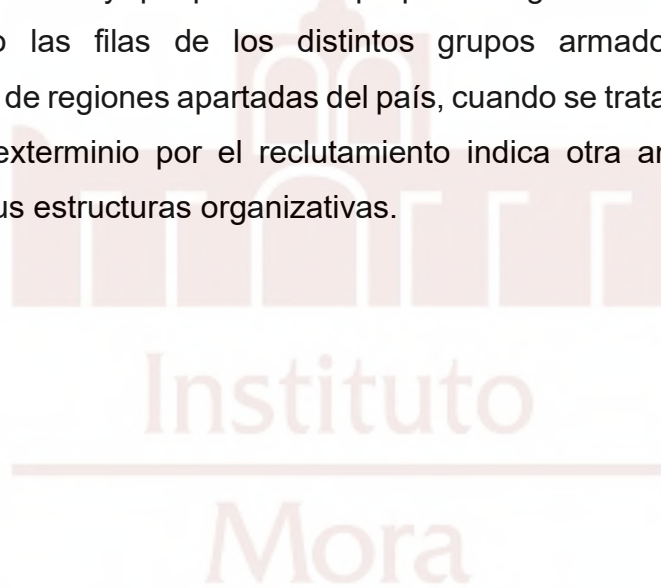 o las filas de los distintos grupos armado
de regiones apartadas del país, cuando se trata
exterminio por el reclutamiento indica otra a
us estructuras organizativas.
Instituto
Mora